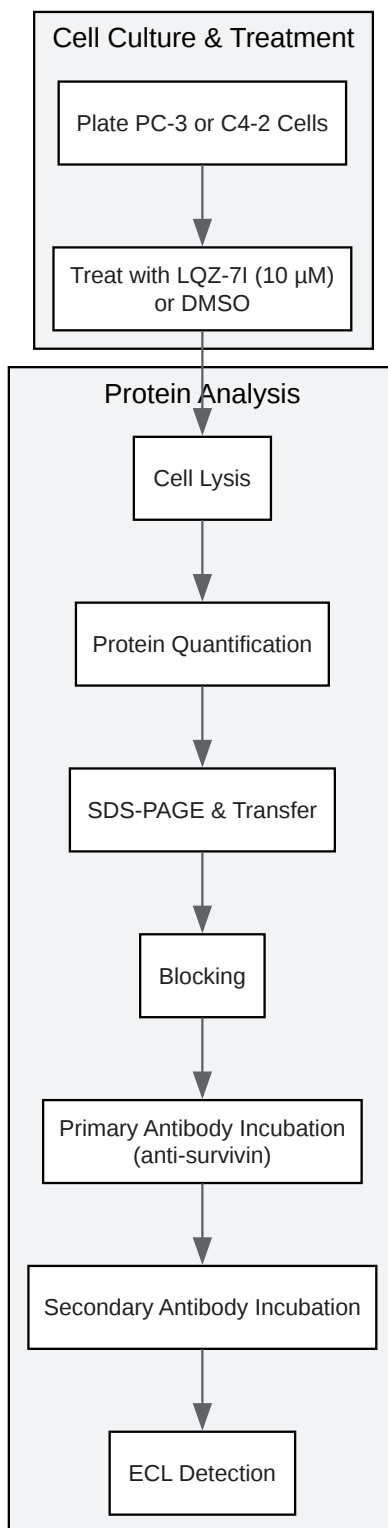 Cell Culture & Treatment
Plate PC-3 or C4-2 Cells
Treat with LQZ-7I (10 µM)
or DMSO
Protein Analysis
Cell Lysis
Protein Quantification
SDS-PAGE & Transfer
Blocking
Primary Antibody Incubation
(anti-survivin)
Secondary Antibody Incubation
ECL Detection